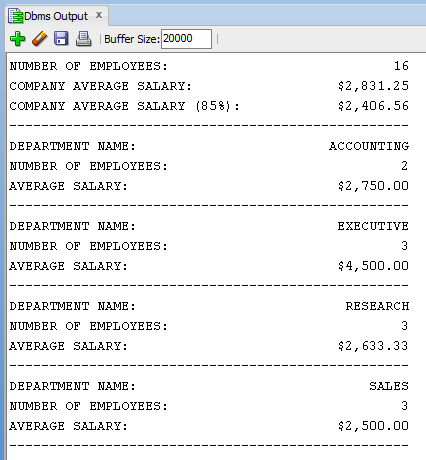 Dbms Output x
Buffer Size: 20000
NUMBER OF EMPLOYEES: 16
COMPANY AVERAGE SALARY: $2,831.25
COMPANY AVERAGE SALARY (85%): $2,406.56
--------------------------------------------------
DEPARTMENT NAME: ACCOUNTING
NUMBER OF EMPLOYEES: 2
AVERAGE SALARY: $2,750.00
--------------------------------------------------
DEPARTMENT NAME: EXECUTIVE
NUMBER OF EMPLOYEES: 3
AVERAGE SALARY: $4,500.00
--------------------------------------------------
DEPARTMENT NAME: RESEARCH
NUMBER OF EMPLOYEES: 3
AVERAGE SALARY: $2,633.33
--------------------------------------------------
DEPARTMENT NAME: SALES
NUMBER OF EMPLOYEES: 3
AVERAGE SALARY: $2,500.00
--------------------------------------------------